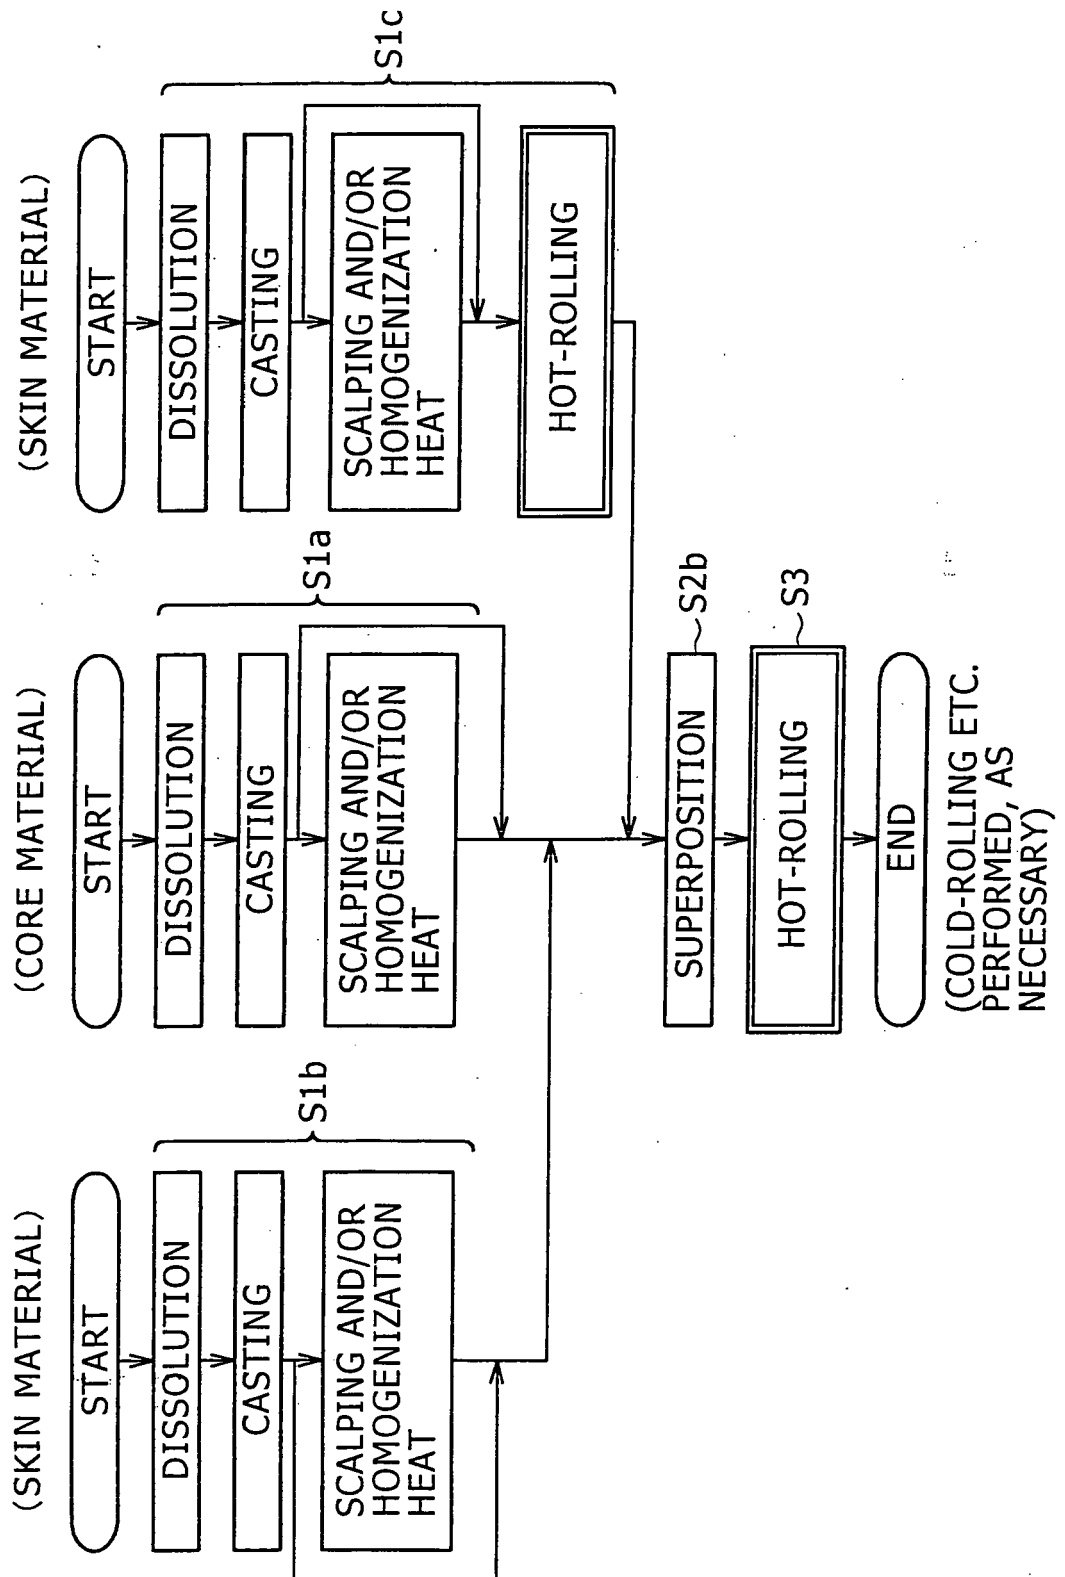 (SKIN MATERIAL)
START
DISSOLUTION
CASTING
SCALPING AND/OR
HOMOGENIZATION
HEAT
S1b
(CORE MATERIAL)
START
DISSOLUTION
CASTING
SCALPING AND/OR
HOMOGENIZATION
HEAT
S1a
(SKIN MATERIAL)
START
DISSOLUTION
CASTING
SCALPING AND/OR
HOMOGENIZATION
HEAT
HOT-ROLLING
S1c
SUPERPOSITION
S2b
HOT-ROLLING
S3
END
(COLD-ROLLING ETC.
PERFORMED, AS
NECESSARY)